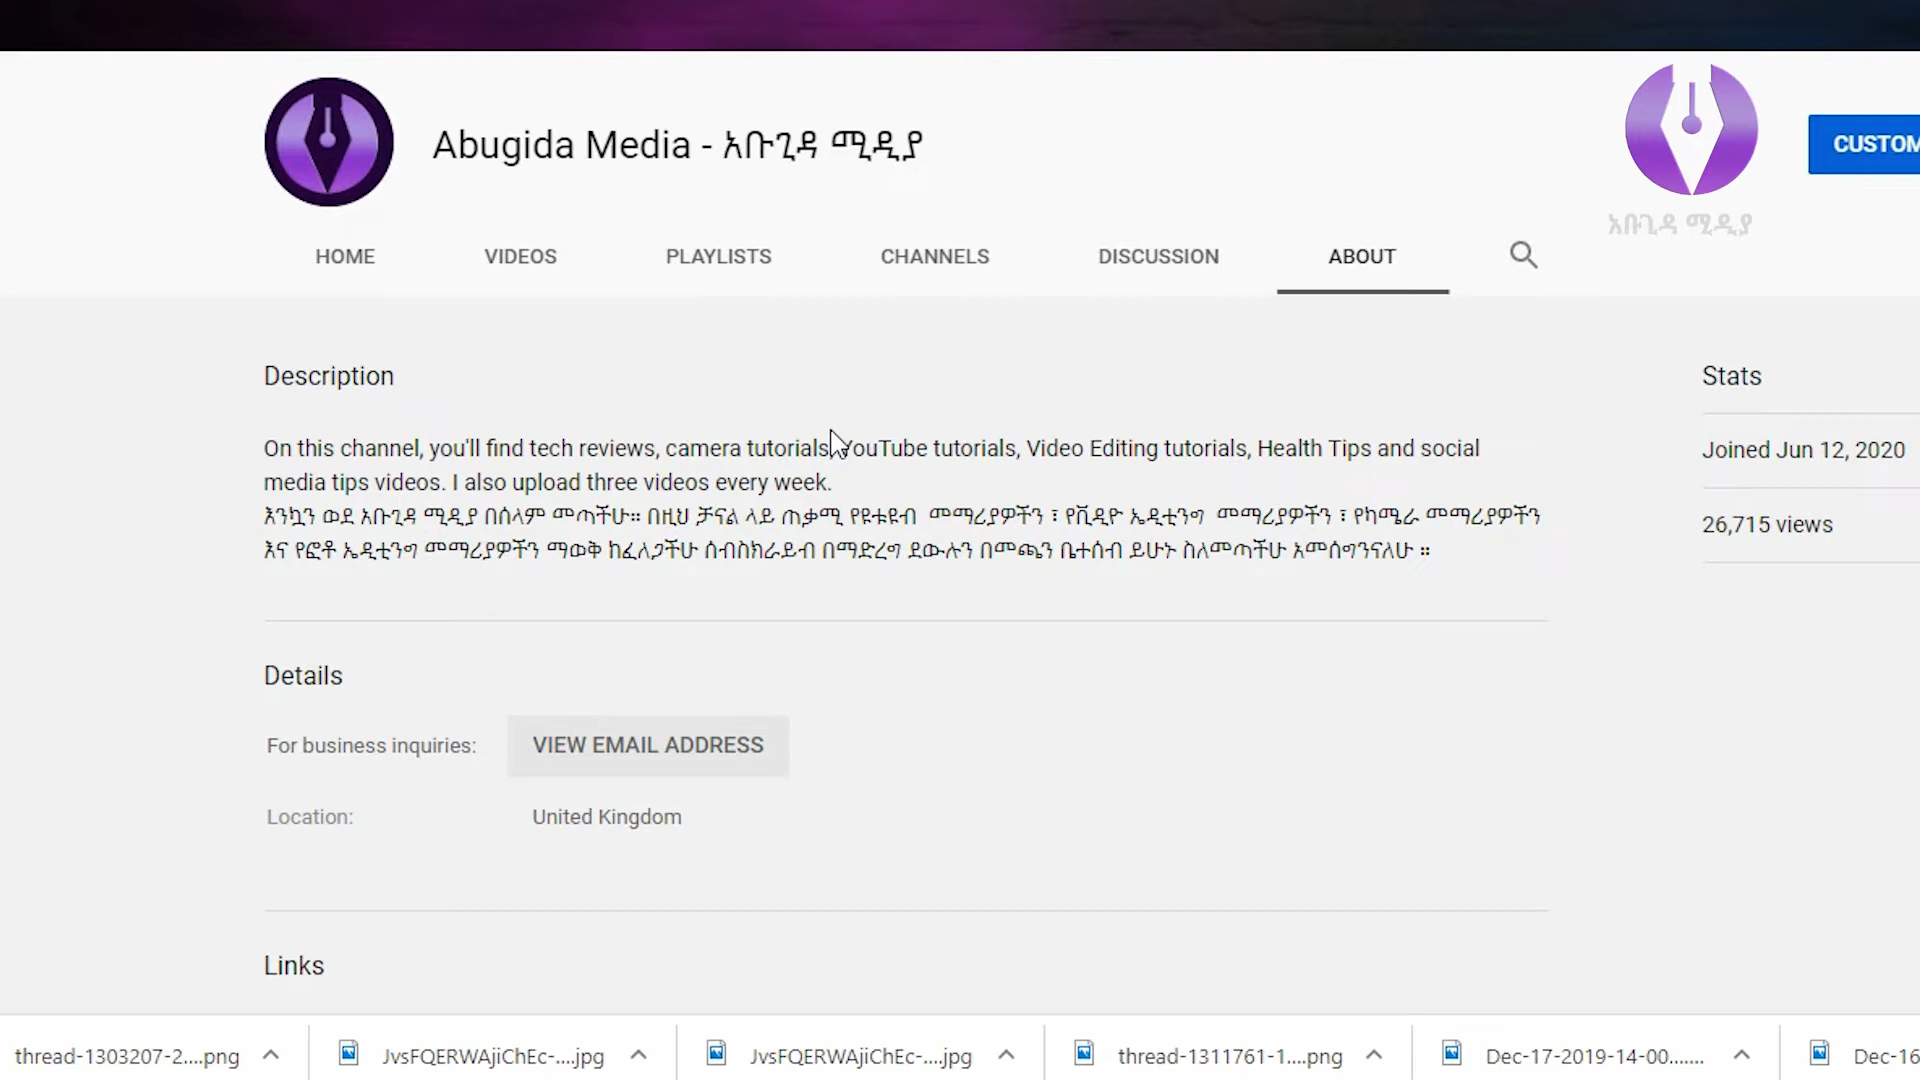 Abugida Media - አቡጊዳ ሚዲያ
CUSTOM
አቡጊዳ ሚዲያ
HOME VIDEOS PLAYLISTS CHANNELS DISCUSSION ABOUT
Description
On this channel, you'll find tech reviews, camera tutorials, YouTube tutorials, Video Editing tutorials, Health Tips and social
media tips videos. I also upload three videos every week.
እንኳን ወደ አቡጊዳ ሚዲያ በሰላም መጣችሁ። በዚህ ቻናል ላይ ጠቃሚ የዩቱዩብ መማሪያዎችን ፣ የቪዲዮ ኤዲቲንግ መማሪያዎችን ፣ የካሜራ መማሪያዎችን
እና የፎቶ ኤዲቲንግ መማሪያዎችን ማወቅ ከፈለጋችሁ ሰብስክራይብ በማድረግ ደውሉን በመጫን ቤተሰብ ይሁኑ ስለመጣችሁ አመሰግንናለሁ ።
Stats
Joined Jun 12, 2020
26,715 views
Details
For business inquiries: VIEW EMAIL ADDRESS
Location: United Kingdom
Links
thread-1303207-2....png JvsFQERWAjiChEc-....jpg JvsFQERWAjiChEc-....jpg thread-1311761-1....png Dec-17-2019-14-00....... Dec-16